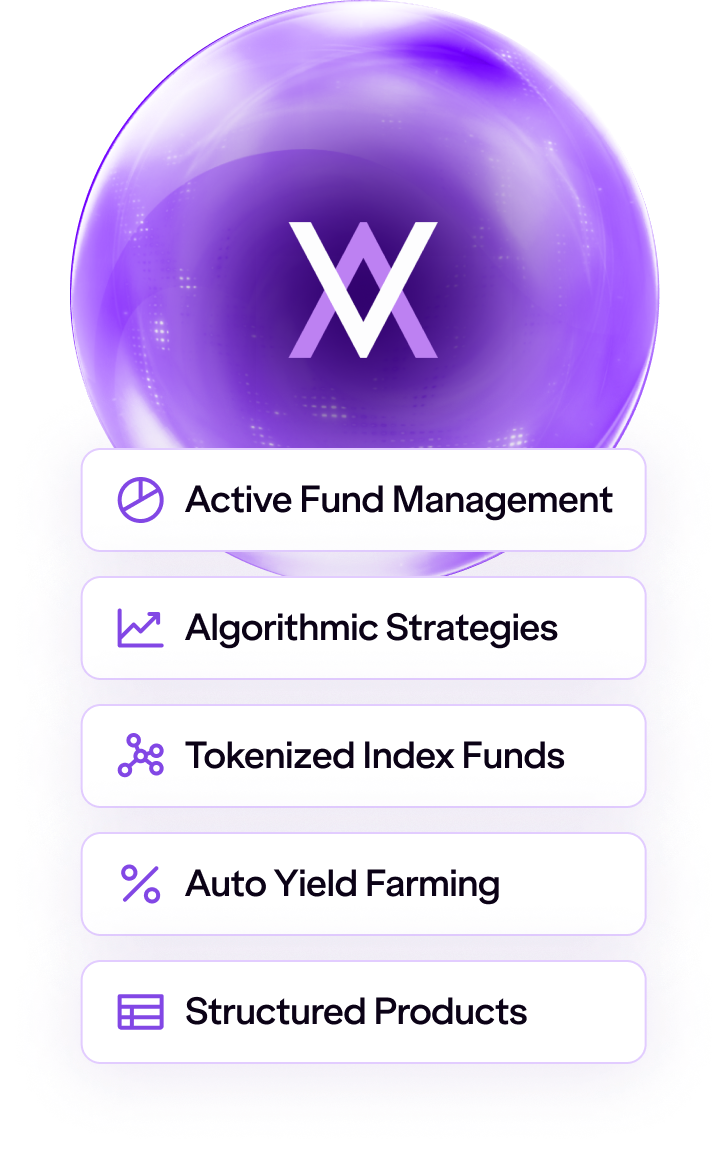 Active Fund Management
Algorithmic Strategies
Tokenized Index Funds
Auto Yield Farming
Structured Products